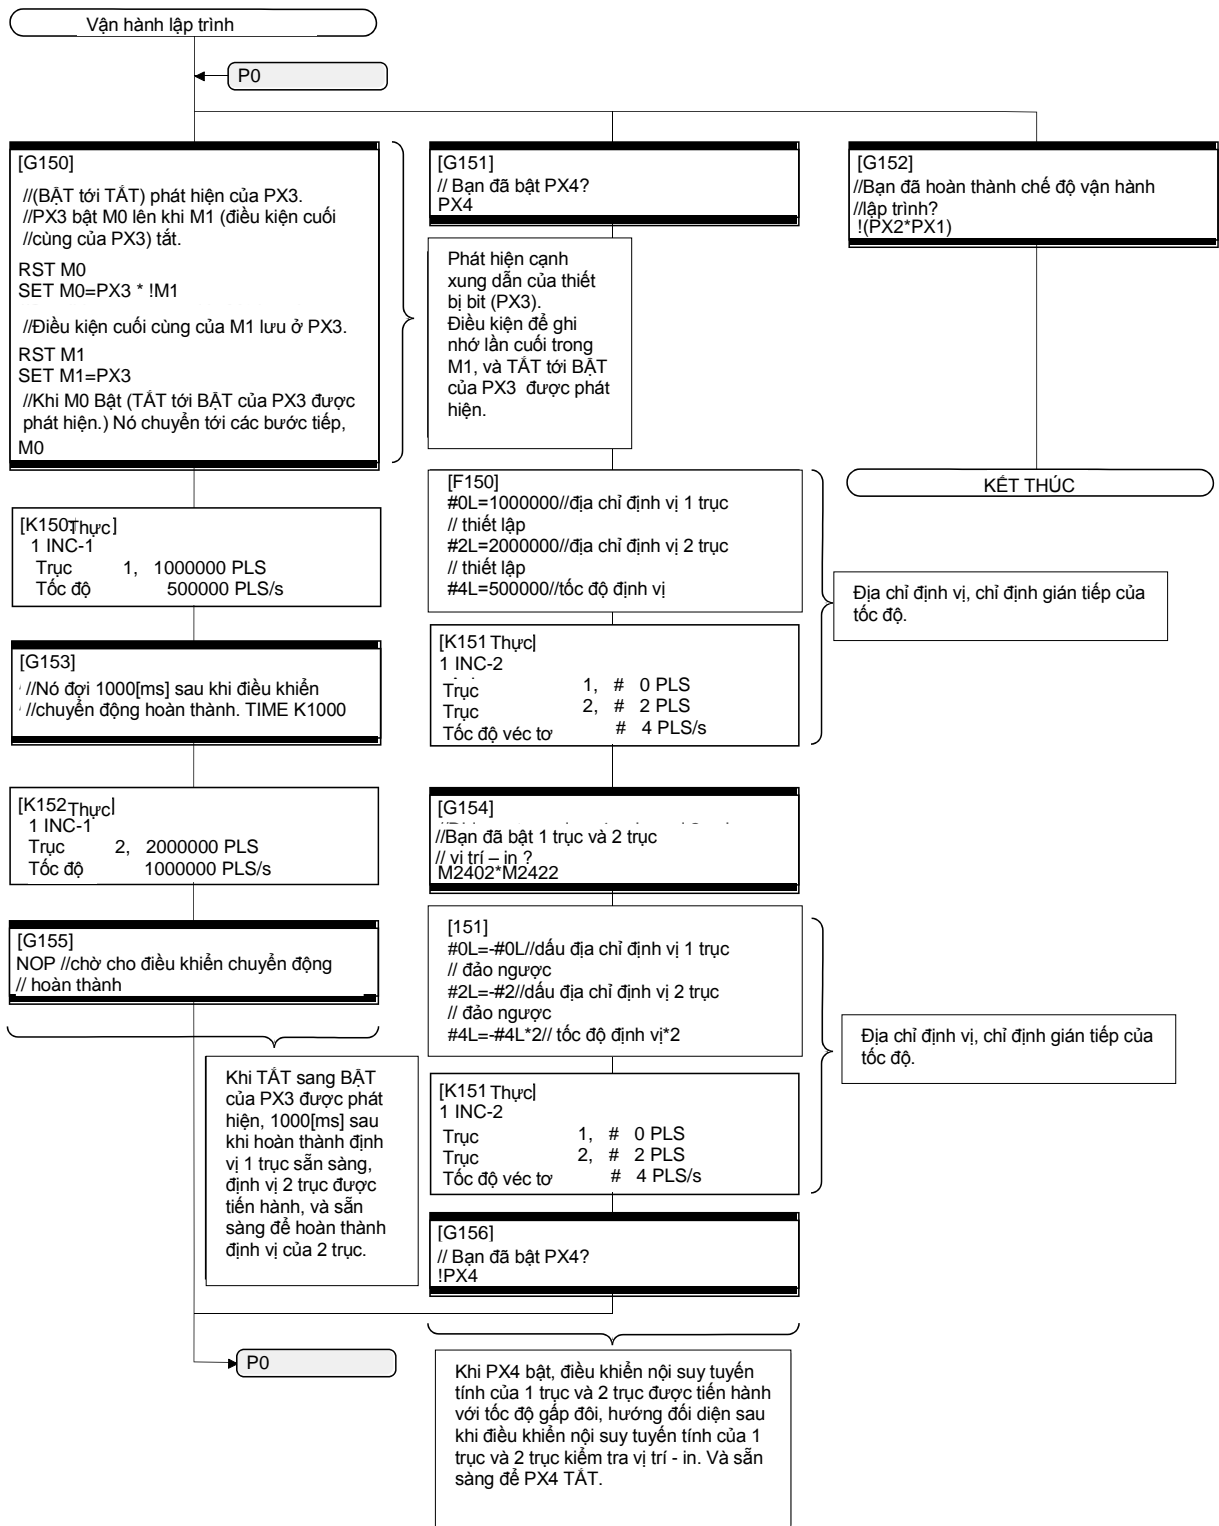 Vận hành lập trình
P0
[G150]
//(BẬT tới TẮT) phát hiện của PX3.
//PX3 bật M0 lên khi M1 (điều kiện cuối
//cùng của PX3) tắt.
RST M0
SET M0=PX3 * !M1
//Điều kiện cuối cùng của M1 lưu ở PX3.
RST M1
SET M1=PX3
//Khi M0 Bật (TẮT tới BẬT của PX3 được
phát hiện.) Nó chuyển tới các bước tiếp,
M0
[K150:Thực]
1 INC-1
Trục 1, 1000000 PLS
Tốc độ 500000 PLS/s
[G153]
//Nó đợi 1000[ms] sau khi điều khiển
//chuyển động hoàn thành. TIME K1000
[K152 Thực]
1 INC-1
Trục 2, 2000000 PLS
Tốc độ 1000000 PLS/s
[G155]
NOP //chờ cho điều khiển chuyển động
// hoàn thành
Khi TẮT sang BẬT
của PX3 được phát
hiện, 1000[ms] sau
khi hoàn thành định
vị 1 trục sẵn sàng,
định vị 2 trục được
tiến hành, và sẵn
sàng để hoàn thành
định vị của 2 trục.
P0
[G151]
// Bạn đã bật PX4?
PX4
Phát hiện cạnh
xung dẫn của thiết
bị bit (PX3).
Điều kiện để ghi
nhớ lần cuối trong
M1, và TẮT tới BẬT
của PX3 được phát
hiện.
[F150]
#0L=1000000//địa chỉ định vị 1 trục
// thiết lập
#2L=2000000//địa chỉ định vị 2 trục
// thiết lập
#4L=500000//tốc độ định vị
[K151 Thực]
1 INC-2
Trục 1, # 0 PLS
Trục 2, # 2 PLS
Tốc độ véc tơ # 4 PLS/s
Địa chỉ định vị, chỉ định gián tiếp của
tốc độ.
[G154]
//Bạn đã bật 1 trục và 2 trục
// vị trí – in ?
M2402*M2422
[151]
#0L=-#0L//dấu địa chỉ định vị 1 trục
// đảo ngược
#2L=-#2//dấu địa chỉ định vị 2 trục
// đảo ngược
#4L=-#4L*2// tốc độ định vị*2
[K151 Thực]
1 INC-2
Trục 1, # 0 PLS
Trục 2, # 2 PLS
Tốc độ véc tơ # 4 PLS/s
Địa chỉ định vị, chỉ định gián tiếp của
tốc độ.
[G156]
// Bạn đã bật PX4?
!PX4
Khi PX4 bật, điều khiển nội suy tuyến
tính của 1 trục và 2 trục được tiến hành
với tốc độ gấp đôi, hướng đối diện sau
khi điều khiển nội suy tuyến tính của 1
trục và 2 trục kiểm tra vị trí - in. Và sẵn
sàng để PX4 TẮT.
[G152]
//Bạn đã hoàn thành chế độ vận hành
//lập trình?
!(PX2*PX1)
KẾT THÚC